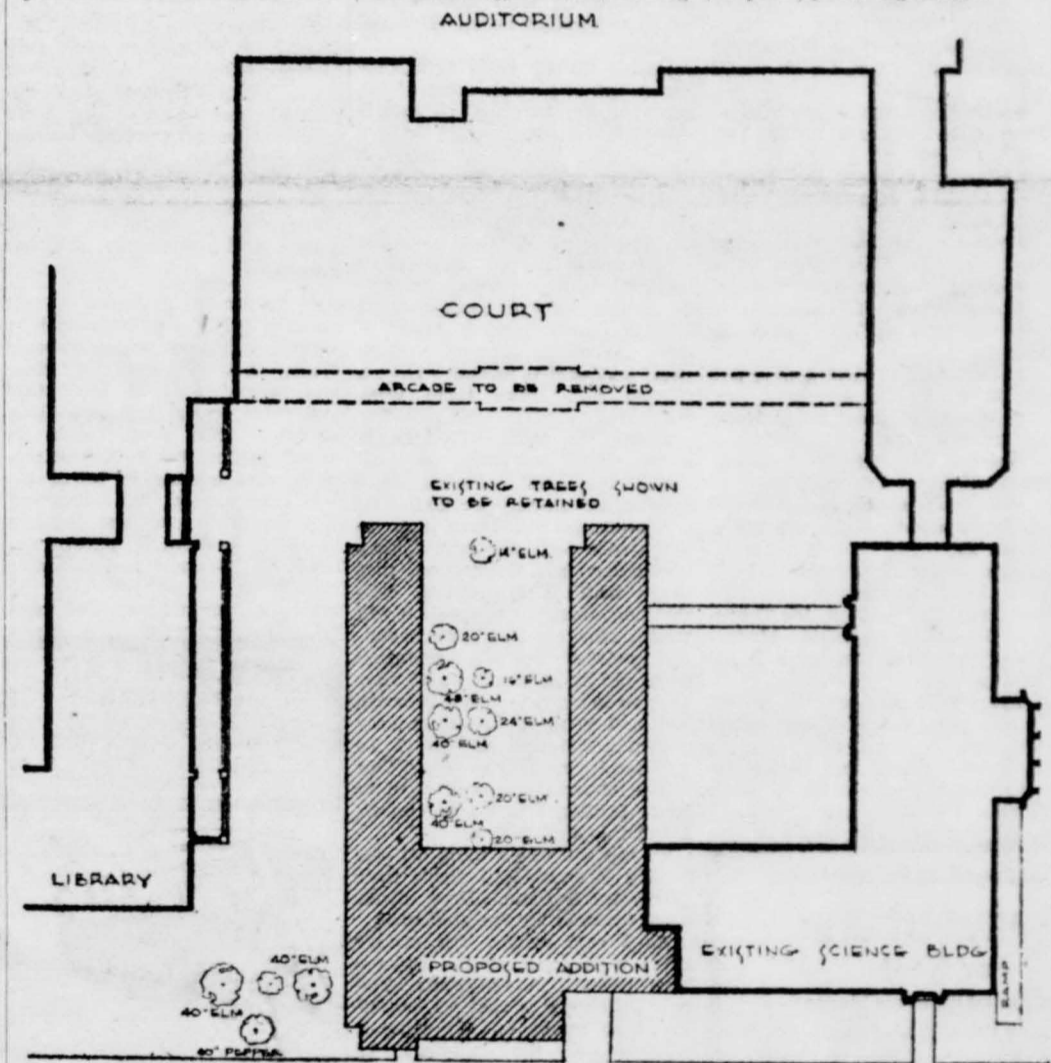 AUDITORIUM
COURT
ARCADE TO BE REMOVED
EXISTING TREES SHOWN
TO BE RETAINED
14" ELM
20" ELM
16" ELM
48" ELM
24" ELM
40" ELM
20" ELM
40" ELM
20" ELM
LIBRARY
PROPOSED ADDITION
EXISTING SCIENCE BLDG
RAMP
40" ELM
40" ELM
40" PEPPER